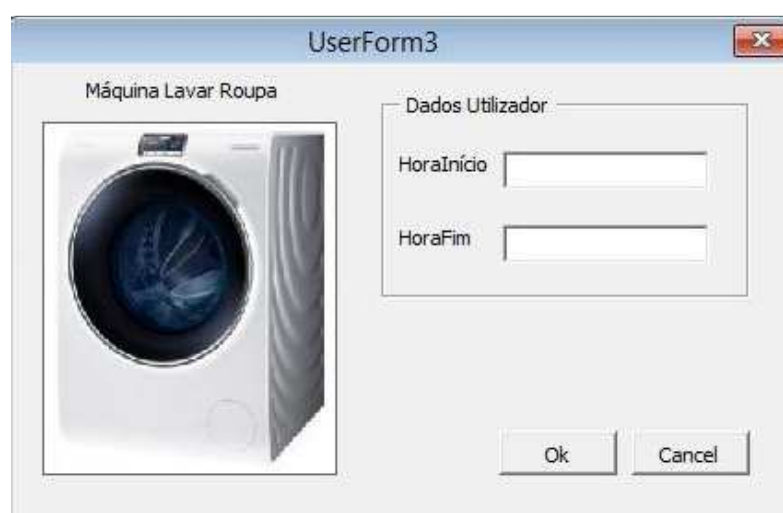 UserForm3
Máquina Lavar Roupa
Dados Utilizador
HoraInício
HoraFim
Ok
Cancel